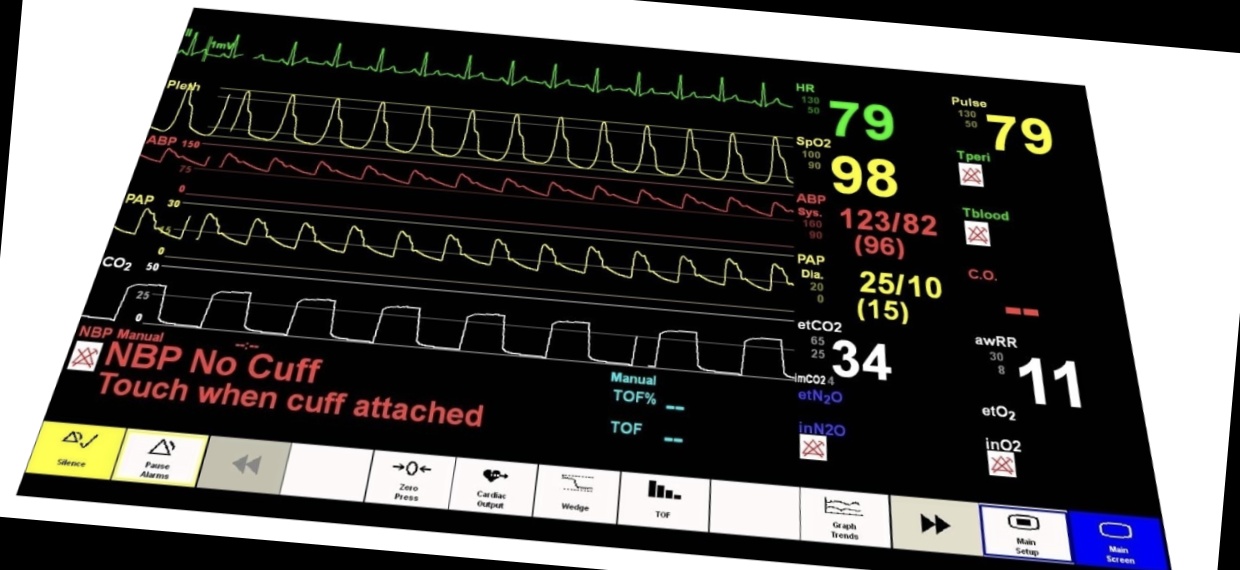 II
1mV
HR
130
50
79
Pulse
130
50
79
Pleth
SpO2
100
90
98
Tperi
ABP 150
75
0
ABP
Sys.
160
90
123/82
(96)
Tblood
PAP 30
15
0
PAP
Dia.
20
0
25/10
(15)
C.O.
--
CO2 50
25
0
etCO2
65
25
34
imCO2 4
awRR
30
8
11
NBP Manual
--:--
NBP No Cuff
Touch when cuff attached
Manual
TOF% --
TOF --
etN2O
inN2O
etO2
inO2
Silence
Pause
Alarms
Zero
Press
Cardiac
Output
Wedge
TOF
Graph
Trends
Main
Setup
Main
Screen